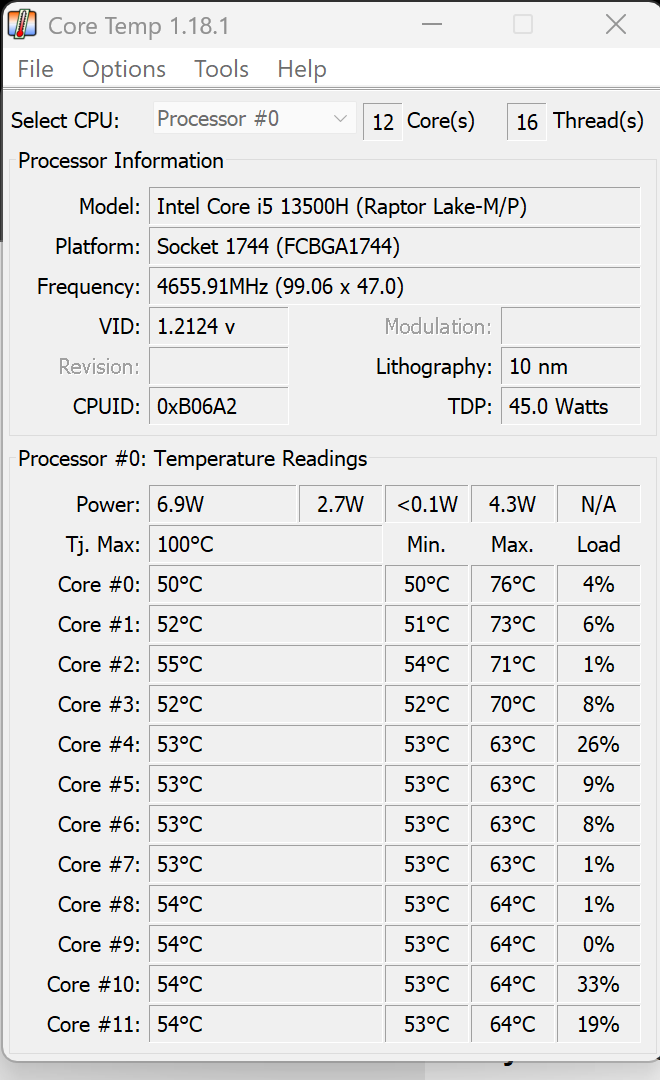 Core Temp 1.18.1
File Options Tools Help
Select CPU: Processor #0 12 Core(s) 16 Thread(s)
Processor Information
Model: Intel Core i5 13500H (Raptor Lake-M/P)
Platform: Socket 1744 (FCBGA1744)
Frequency: 4655.91MHz (99.06 x 47.0)
VID: 1.2124 v Modulation:
Revision: Lithography: 10 nm
CPUID: 0xB06A2 TDP: 45.0 Watts
Processor #0: Temperature Readings
Power: 6.9W 2.7W <0.1W 4.3W N/A
Tj. Max: 100°C Min. Max. Load
Core #0: 50°C 50°C 76°C 4%
Core #1: 52°C 51°C 73°C 6%
Core #2: 55°C 54°C 71°C 1%
Core #3: 52°C 52°C 70°C 8%
Core #4: 53°C 53°C 63°C 26%
Core #5: 53°C 53°C 63°C 9%
Core #6: 53°C 53°C 63°C 8%
Core #7: 53°C 53°C 63°C 1%
Core #8: 54°C 53°C 64°C 1%
Core #9: 54°C 53°C 64°C 0%
Core #10: 54°C 53°C 64°C 33%
Core #11: 54°C 53°C 64°C 19%